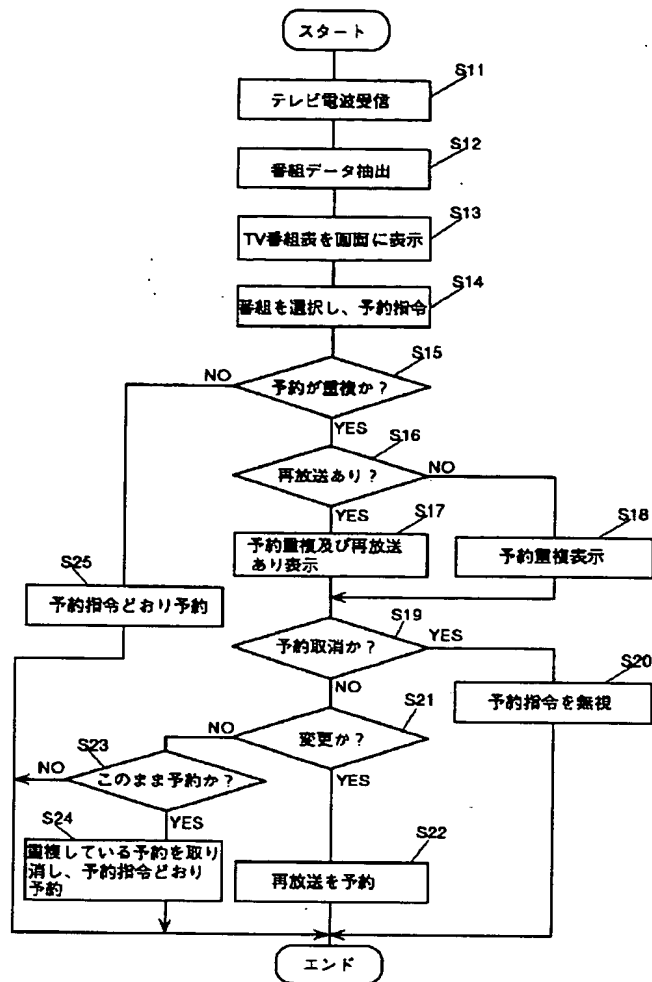 スタート
S11
テレビ電波受信
S12
番組データ抽出
S13
TV番組表を画面に表示
S14
番組を選択し、予約指令
S15
予約が重複か？
NO
YES
S16
再放送あり？
NO
YES
S17
予約重複及び再放送
あり表示
S18
予約重複表示
S25
予約指令どおり予約
S19
予約取消か？
YES
NO
S20
予約指令を無視
S21
変更か？
NO
YES
S23
このまま予約か？
NO
YES
S24
重複している予約を取り
消し、予約指令どおり
予約
S22
再放送を予約
エンド